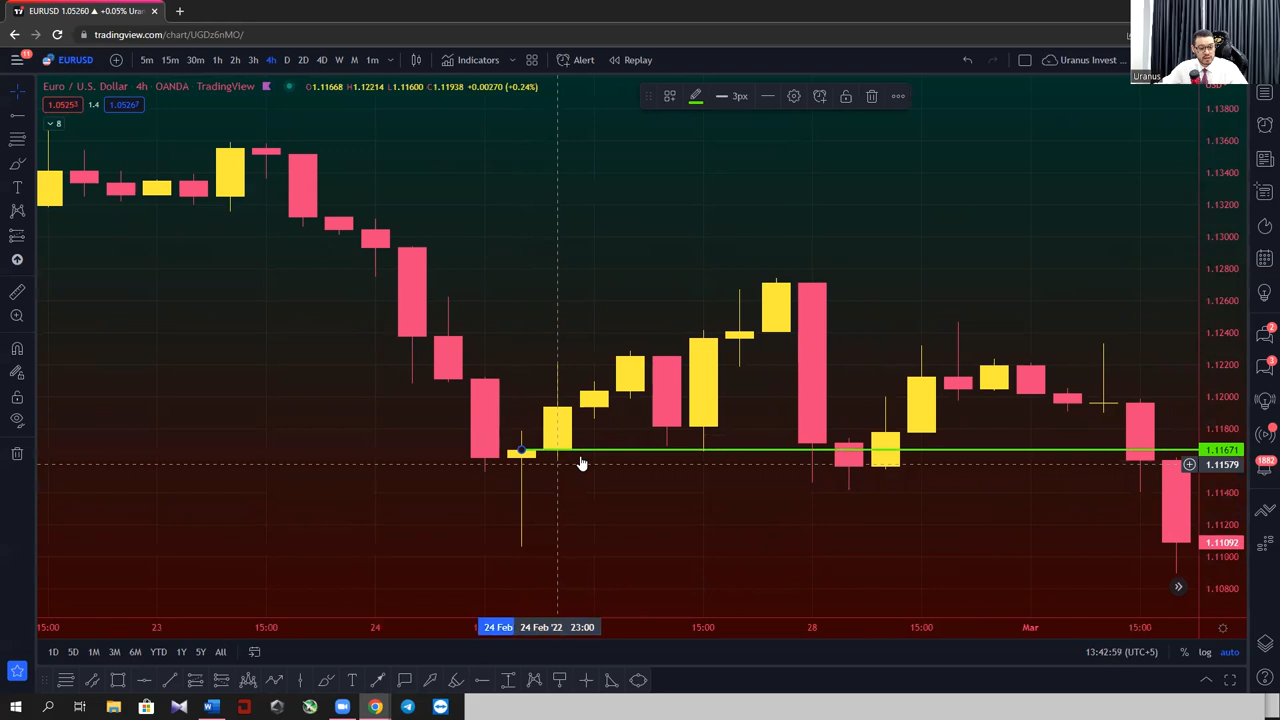 EURUSD 1.05260 ▲ +0.05% Uran
tradingview.com/chart/UGDz6nMO/
Uranus
11
EURUSD
5m 15m 30m 1h 2h 3h 4h D 2D 4D W M 1m
Indicators
Alert
Replay
Uranus Invest ...
Euro / U.S. Dollar 4h OANDA TradingView
O1.11668 H1.12214 L1.11600 C1.11938 +0.00270 (+0.24%)
1.05253 1.4 1.05267
8
3px
1.13800
1.13600
1.13400
1.13200
1.13000
1.12800
1.12600
1.12400
1.12200
1.12000
1.11800
1.11671
1.11579
1.11400
1.11200
1.11092
1.11000
1.10800
15:00 23 15:00 24 24 Feb 24 Feb '22 23:00 15:00 28 15:00 Mar 15:00
1D 5D 1M 3M 6M YTD 1Y 5Y All
13:42:59 (UTC+5) % log auto
2
3
1882